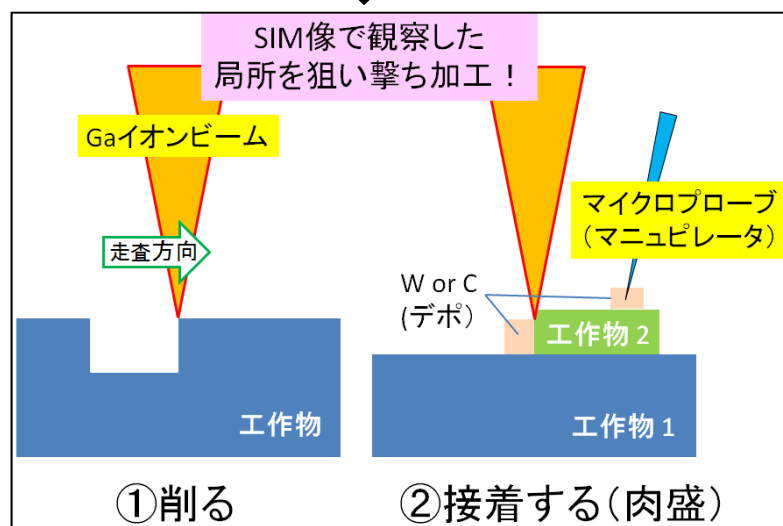 SIM像で観察した
局所を狙い撃ち加工！
Gaイオンビーム
走査方向
工作物
①削る
マイクロプローブ
（マニュピレータ）
W or C
(デポ）
工作物 2
工作物 1
②接着する（肉盛）